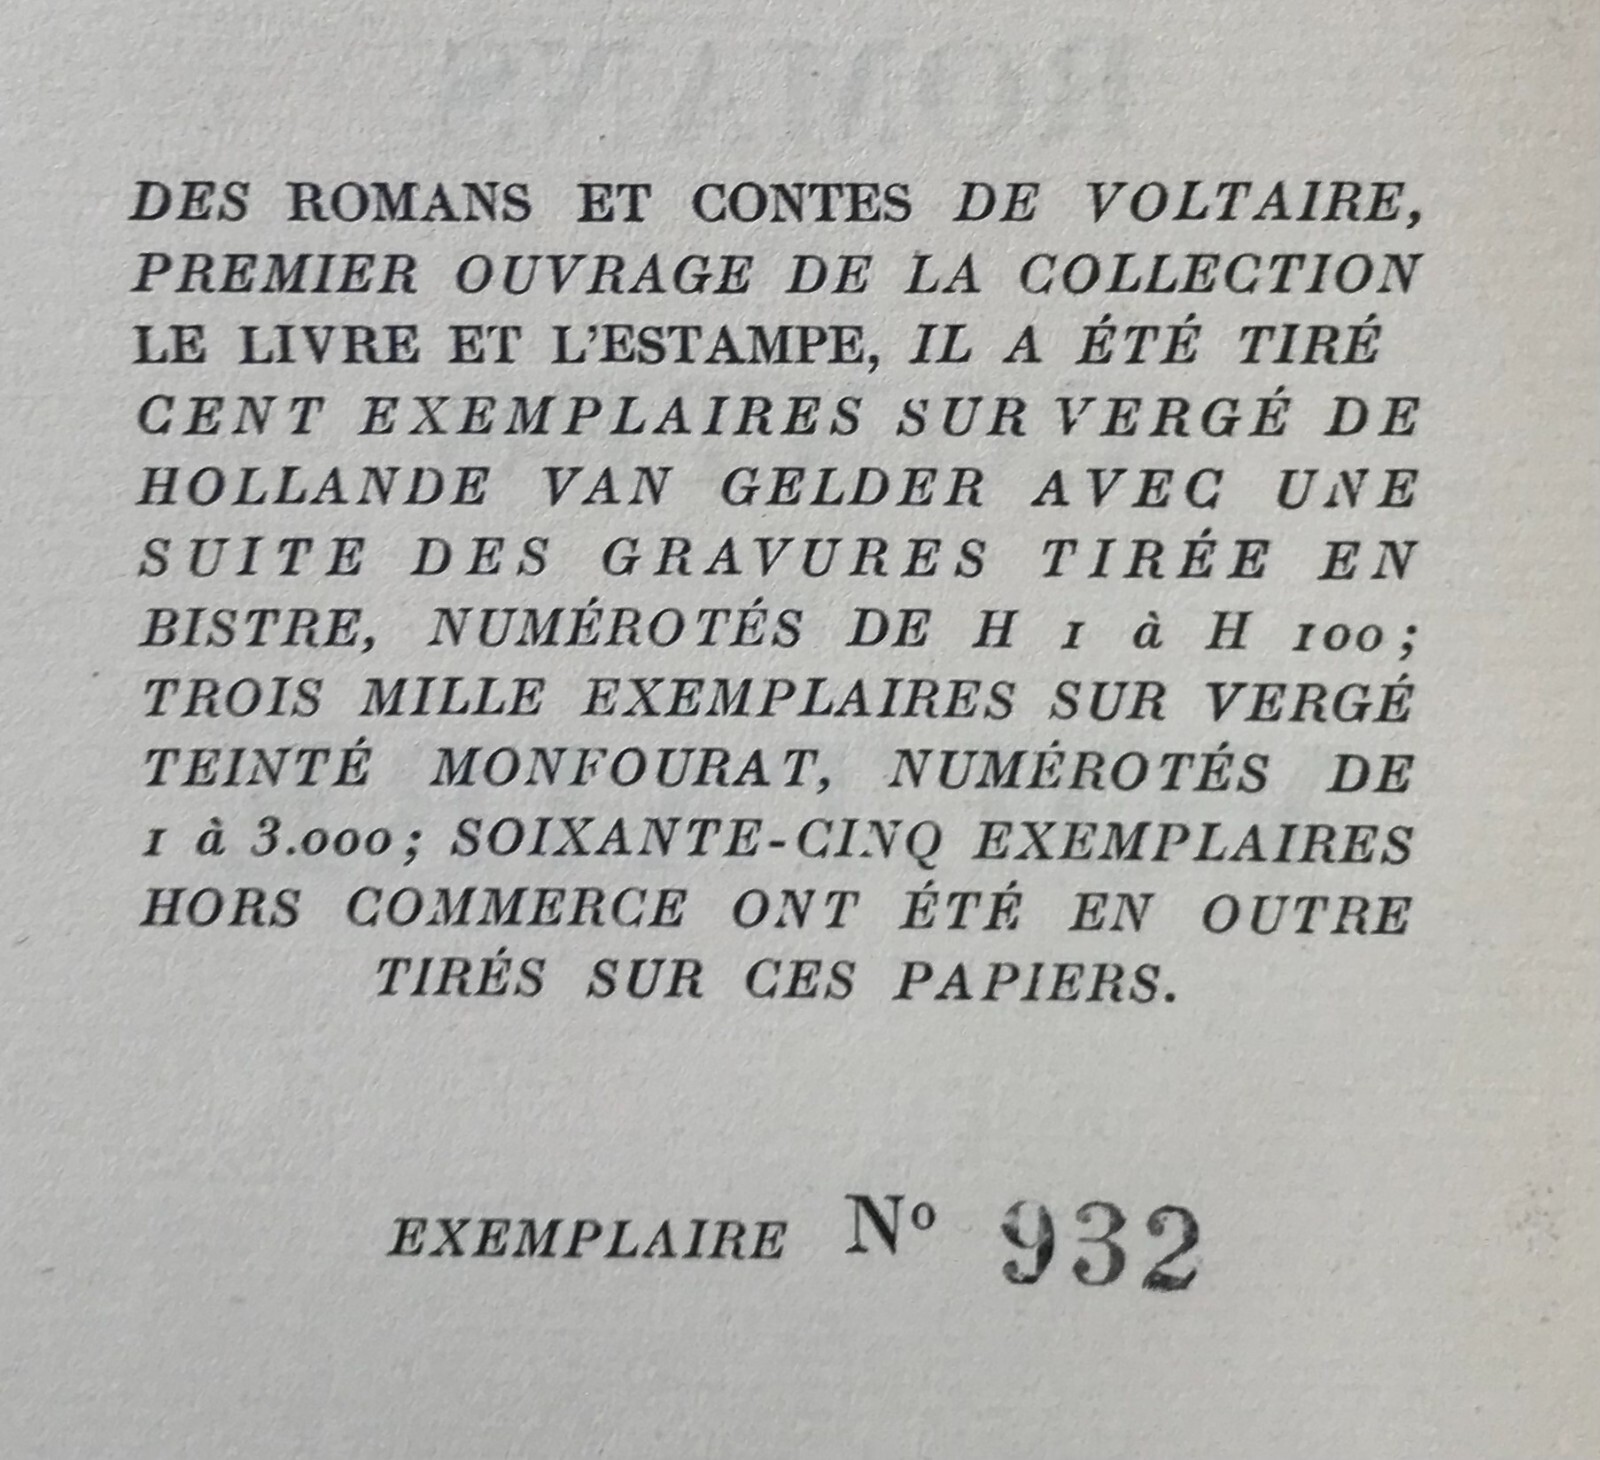 DES ROMANS ET CONTES DE VOLTAIRE,
PREMIER OUVRAGE DE LA COLLECTION
LE LIVRE ET L'ESTAMPE, IL A ÉTÉ TIRÉ
CENT EXEMPLAIRES SUR VERGÉ DE
HOLLANDE VAN GELDER AVEC UNE
SUITE DES GRAVURES TIRÉE EN
BISTRE, NUMÉROTÉS DE H 1 à H 100 ;
TROIS MILLE EXEMPLAIRES SUR VERGÉ
TEINTÉ MONFOURAT, NUMÉROTÉS DE
1 à 3.000 ; SOIXANTE-CINQ EXEMPLAIRES
HORS COMMERCE ONT ÉTÉ EN OUTRE
TIRÉS SUR CES PAPIERS.
EXEMPLAIRE Nº 932